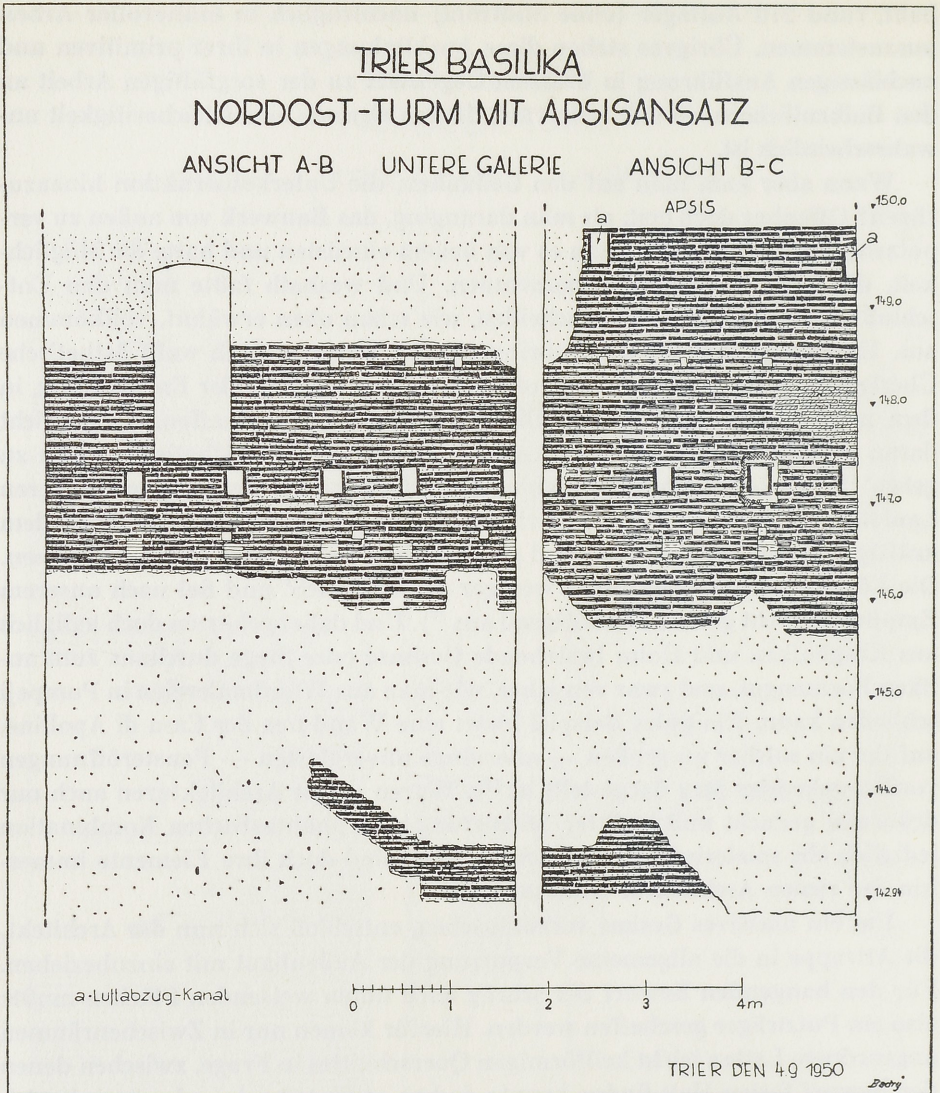 TRIER BASILIKA
NORDOST-TURM MIT APSISANSATZ
ANSICHT A-B UNTERE GALERIE ANSICHT B-C
APSIS
150,0
a
a
149,0
148,0
147,0
146,0
145,0
144,0
142,94
a-Luftabzug-Kanal
0 1 2 3 4m
TRIER DEN 4.9 1950